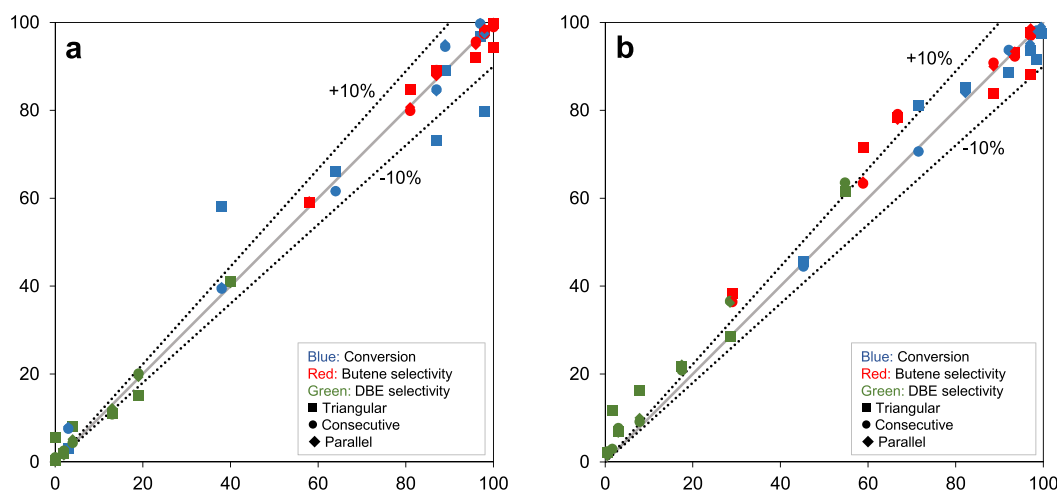 a
100
80
60
40
20
0
0
20
40
60
80
100
+10%
-10%
Blue: Conversion
Red: Butene selectivity
Green: DBE selectivity
Triangular
Consecutive
Parallel
b
100
80
60
40
20
0
0
20
40
60
80
100
+10%
-10%
Blue: Conversion
Red: Butene selectivity
Green: DBE selectivity
Triangular
Consecutive
Parallel